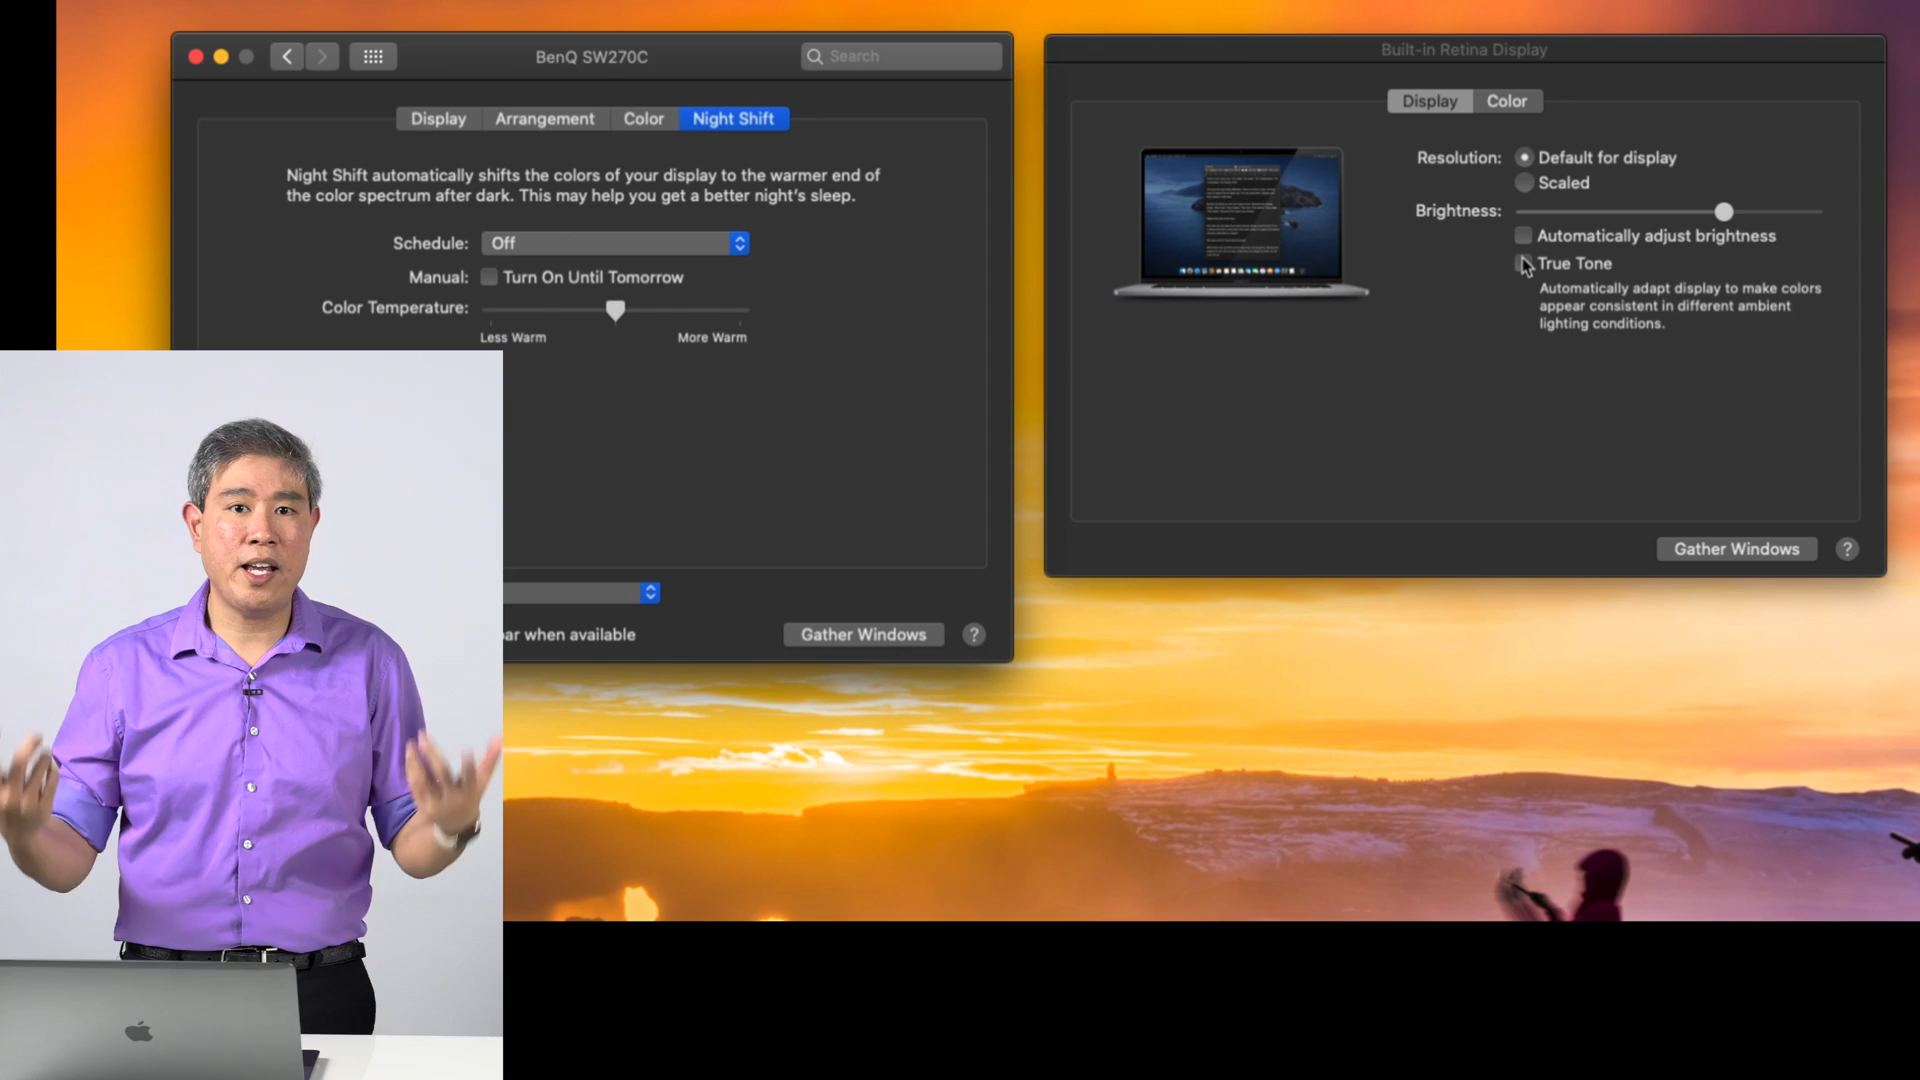 BenQ SW270C
Search
Display
Arrangement
Color
Night Shift
Night Shift automatically shifts the colors of your display to the warmer end of
the color spectrum after dark. This may help you get a better night's sleep.
Schedule: Off
Manual: Turn On Until Tomorrow
Color Temperature:
Less Warm
More Warm
when available
Gather Windows
?
Built-in Retina Display
Display
Color
Resolution: Default for display
Scaled
Brightness:
Automatically adjust brightness
True Tone
Automatically adapt display to make colors
appear consistent in different ambient
lighting conditions.
Gather Windows
?